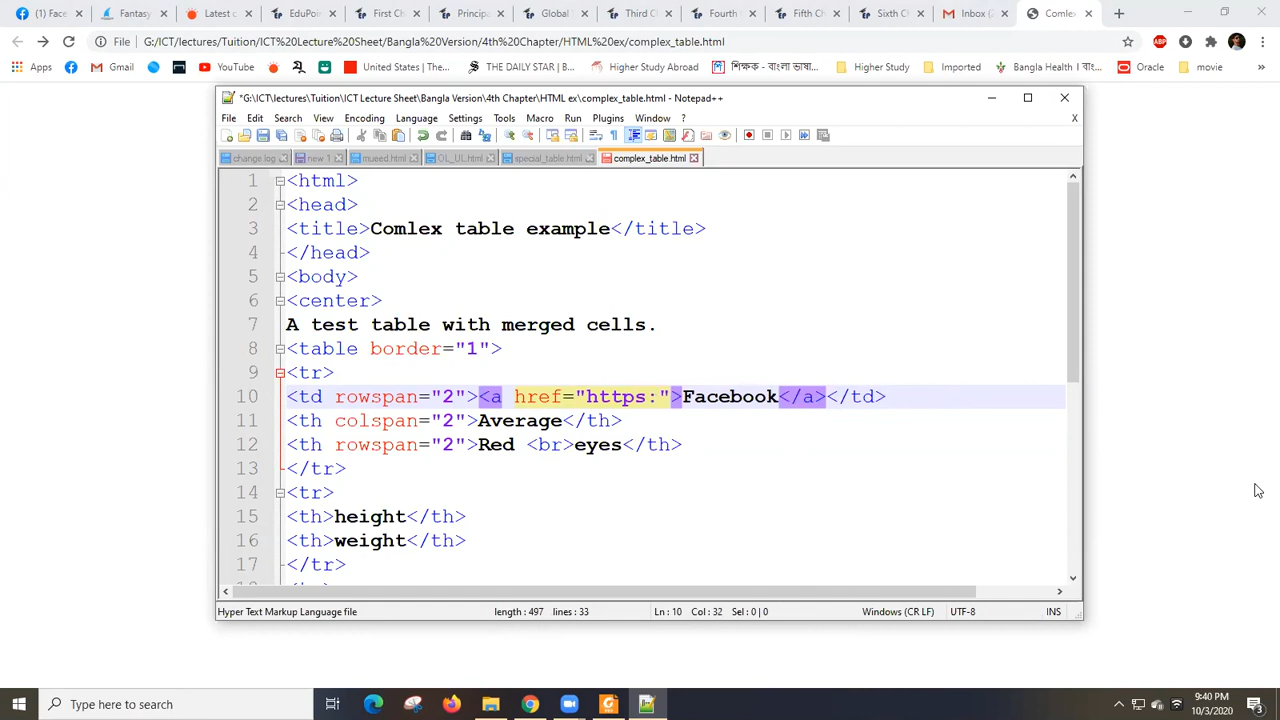 (1) Face
Fantasy
Latest c
EduPoi
First C
Principa
Global
Third C
Fourth
Fifth Ch
Sixth C
Inbox (
Comlex
File G:/ICT/lectures/Tuition/ICT%20Lecture%20Sheet/Bangla%20Version/4th%20Chapter/HTML%20ex/complex_table.html
Apps
Gmail
YouTube
United States | The...
THE DAILY STAR | B...
Higher Study Abroad
শিক্ষক - বাংলা ভাষা...
Higher Study
Imported
Bangla Health । বাং...
Oracle
movie
»
*G:\ICT\lectures\Tuition\ICT Lecture Sheet\Bangla Version\4th Chapter\HTML ex\complex_table.html - Notepad++
File Edit Search View Encoding Language Settings Tools Macro Run Plugins Window ? X
change.log new 1 mueed.html OL_UL.html special_table.html complex_table.html
1 <html>
2 <head>
3 <title>Comlex table example</title>
4 </head>
5 <body>
6 <center>
7 A test table with merged cells.
8 <table border="1">
9 <tr>
10 <td rowspan="2"><a href="https:">Facebook</a></td>
11 <th colspan="2">Average</th>
12 <th rowspan="2">Red <br>eyes</th>
13 </tr>
14 <tr>
15 <th>height</th>
16 <th>weight</th>
17 </tr>
Hyper Text Markup Language file length : 497 lines : 33 Ln : 10 Col : 32 Sel : 0 | 0 Windows (CR LF) UTF-8 INS
Type here to search
9:40 PM
10/3/2020
3